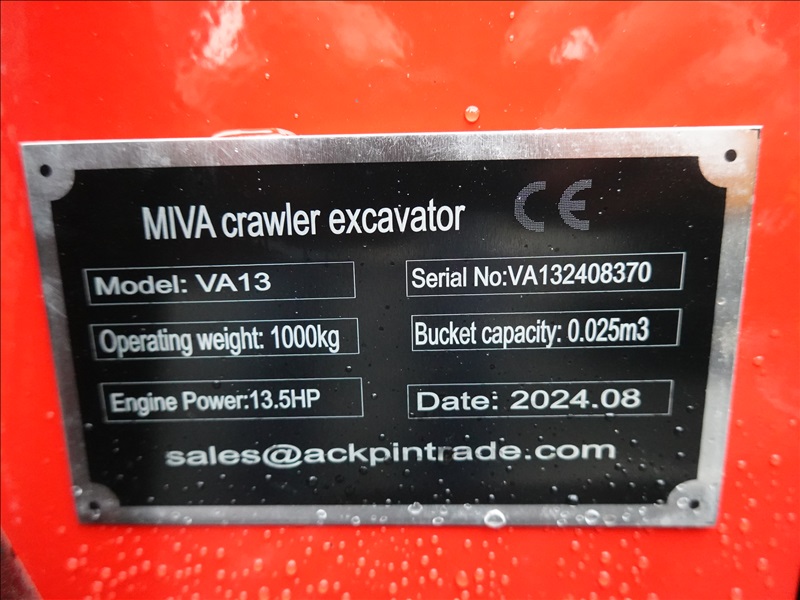 MIVA crawler excavator CE
Model: VA13
Serial No:VA132408370
Operating weight: 1000kg
Bucket capacity: 0.025m3
Engine Power:13.5HP
Date: 2024.08
sales@ackpintrade.com